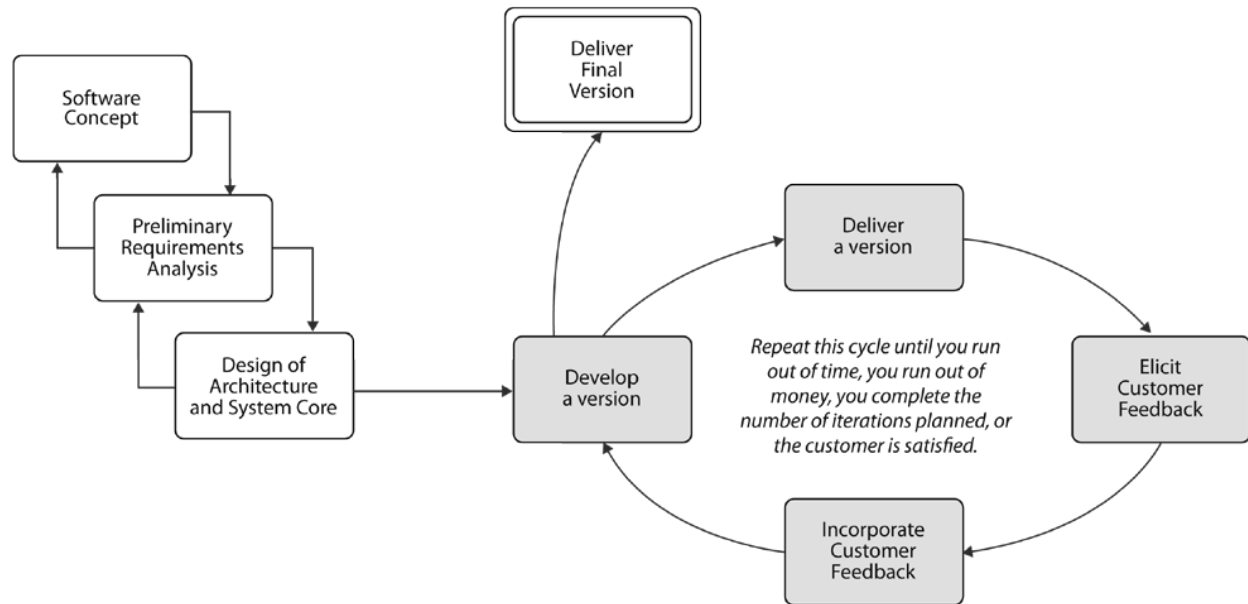 Software
Concept
Preliminary
Requirements
Analysis
Design of
Architecture
and System Core
Develop
a version
Deliver
Final
Version
Deliver
a version
Elicit
Customer
Feedback
Incorporate
Customer
Feedback
Repeat this cycle until you run
out of time, you run out of
money, you complete the
number of iterations planned, or
the customer is satisfied.